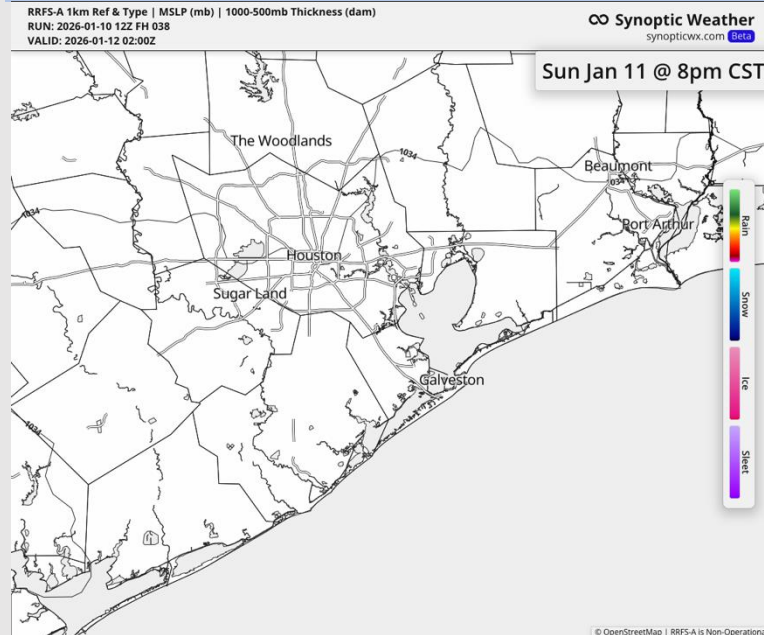 RRFS-A 1km Ref & Type | MSLP (mb) | 1000-500mb Thickness (dam)
RUN: 2026-01-10 12Z FH 038
VALID: 2026-01-12 02:00Z
Synoptic Weather
synopticwx.com Beta
Sun Jan 11 @ 8pm CST
The Woodlands
1034
Beaumont
034
1034
Port Arthur
Rain
Houston
Sugar Land
Snow
Galveston
Ice
1034
Sleet
© OpenStreetMap | RRFS-A is Non-Operationa